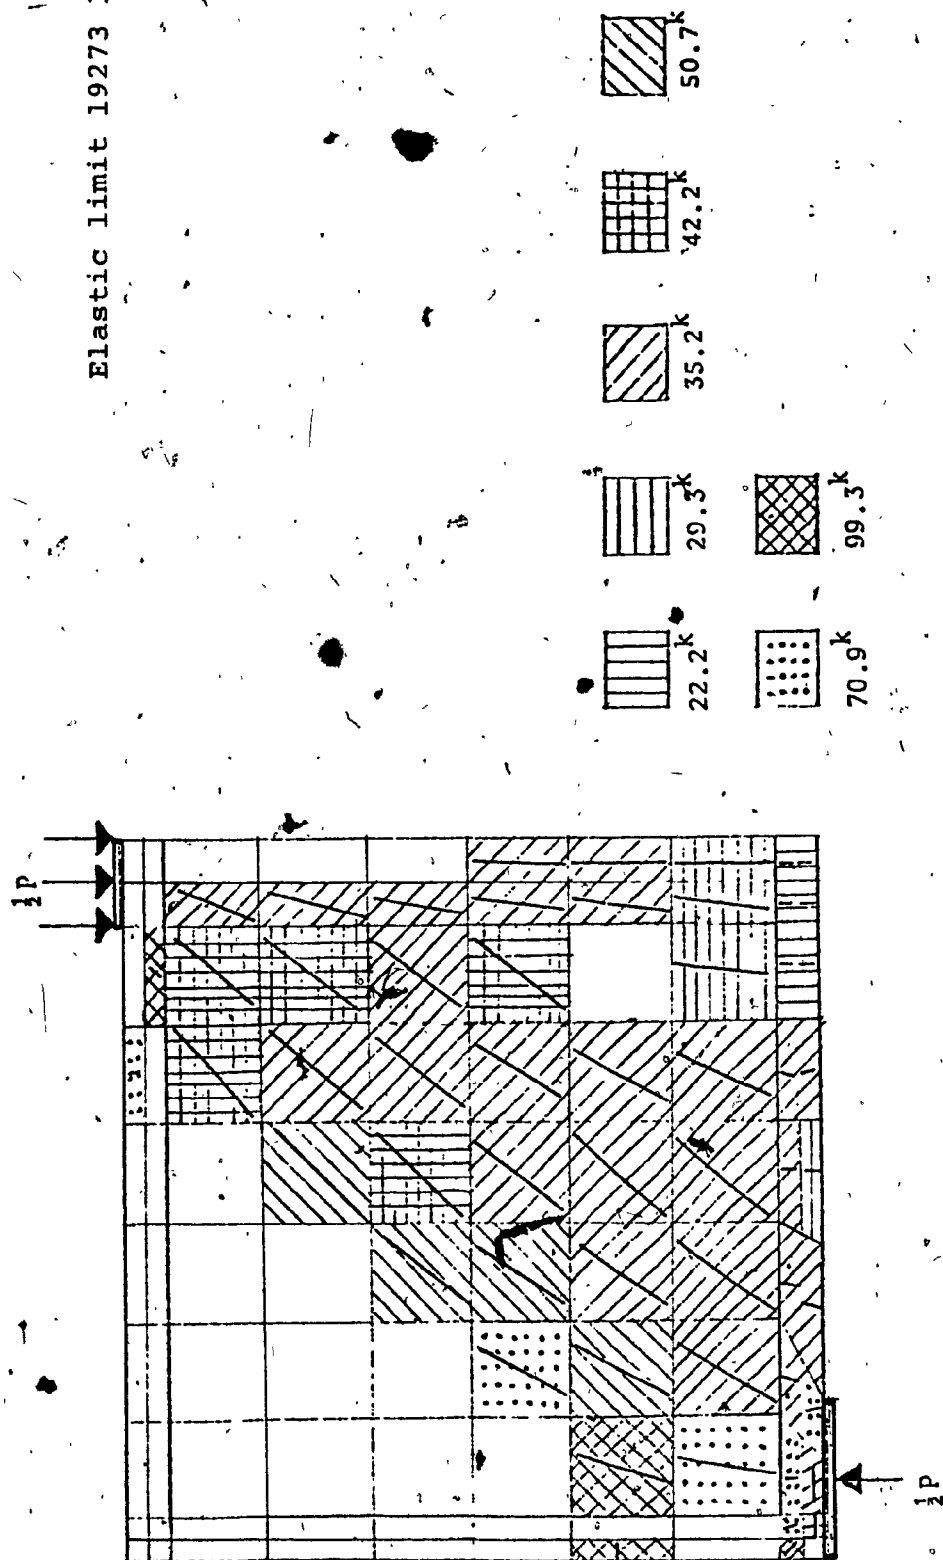 Elastic limit 19273
½P
22.2k
29.3k
35.2k
42.2k
50.7k
70.9k
99.3k
½P